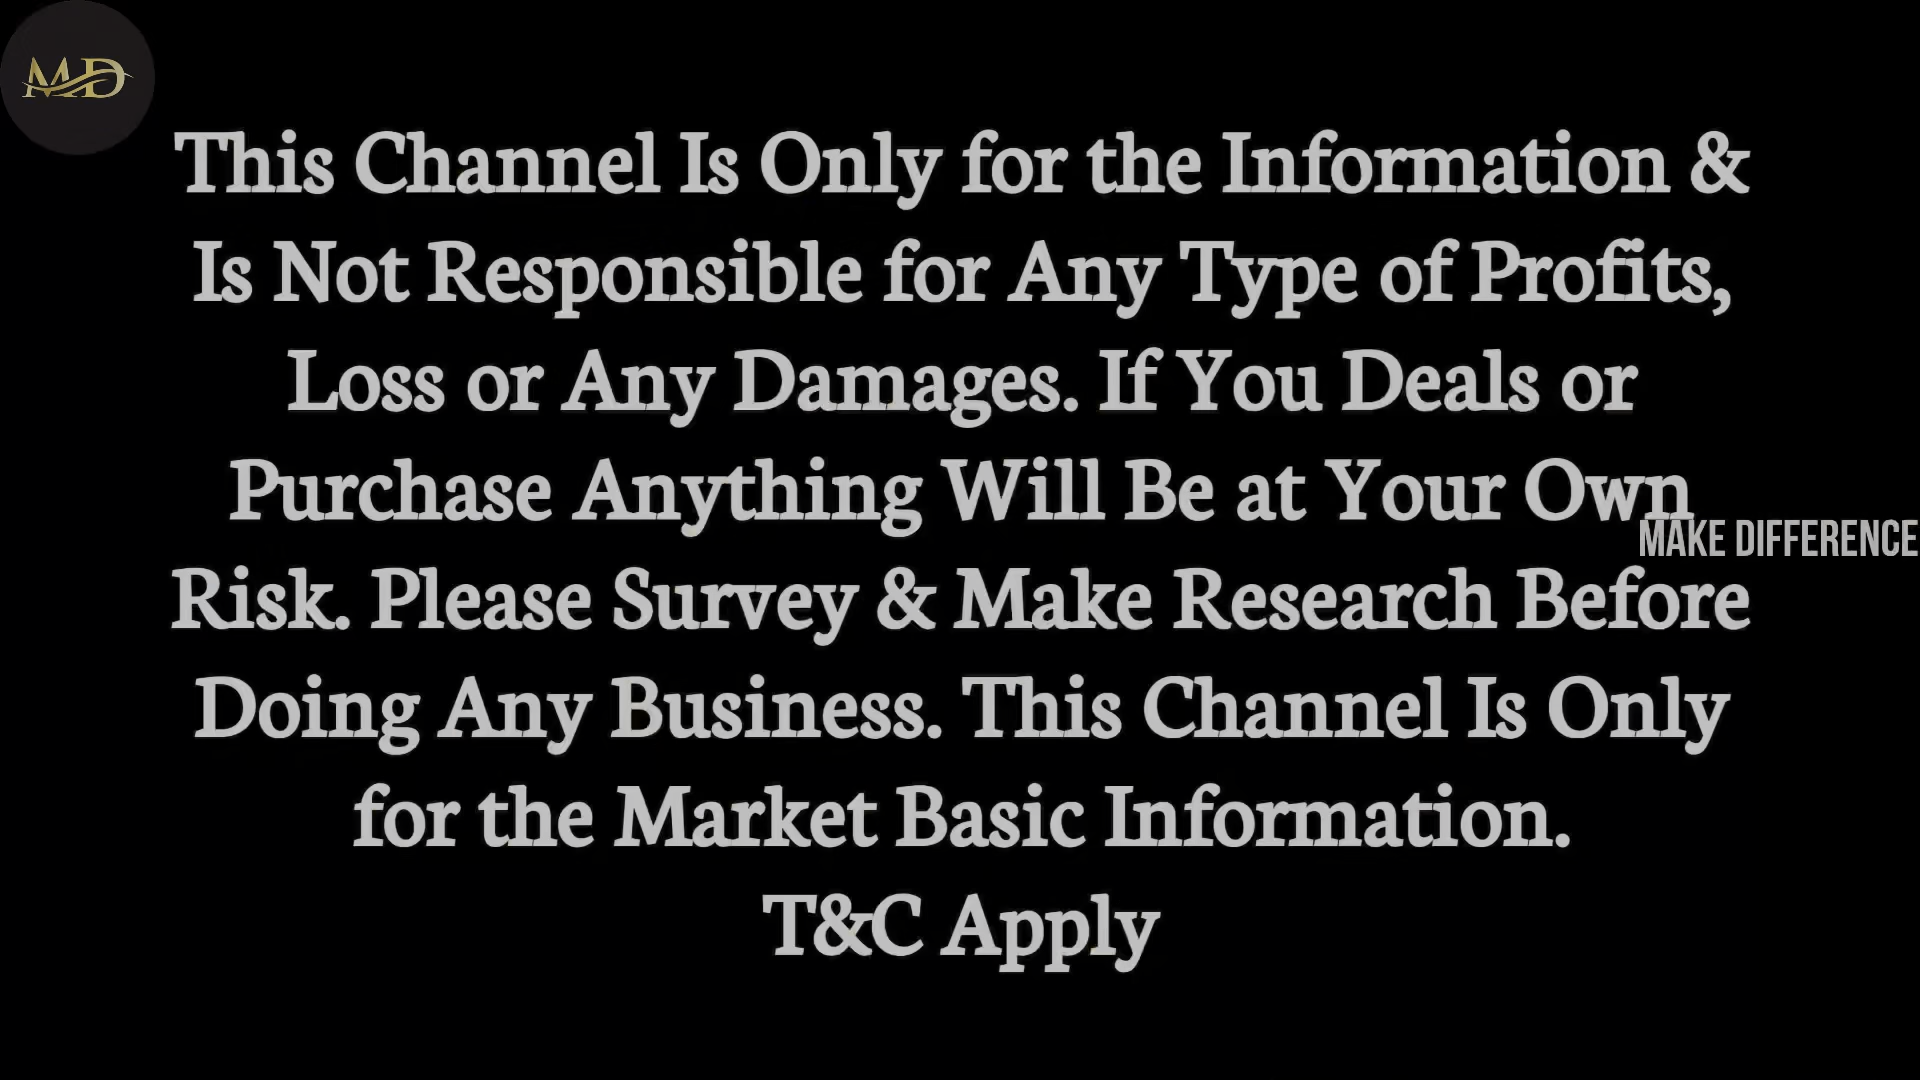 MD
This Channel Is Only for the Information &
Is Not Responsible for Any Type of Profits,
Loss or Any Damages. If You Deals or
Purchase Anything Will Be at Your Own
MAKE DIFFERENCE
Risk. Please Survey & Make Research Before
Doing Any Business. This Channel Is Only
for the Market Basic Information.
T&C Apply